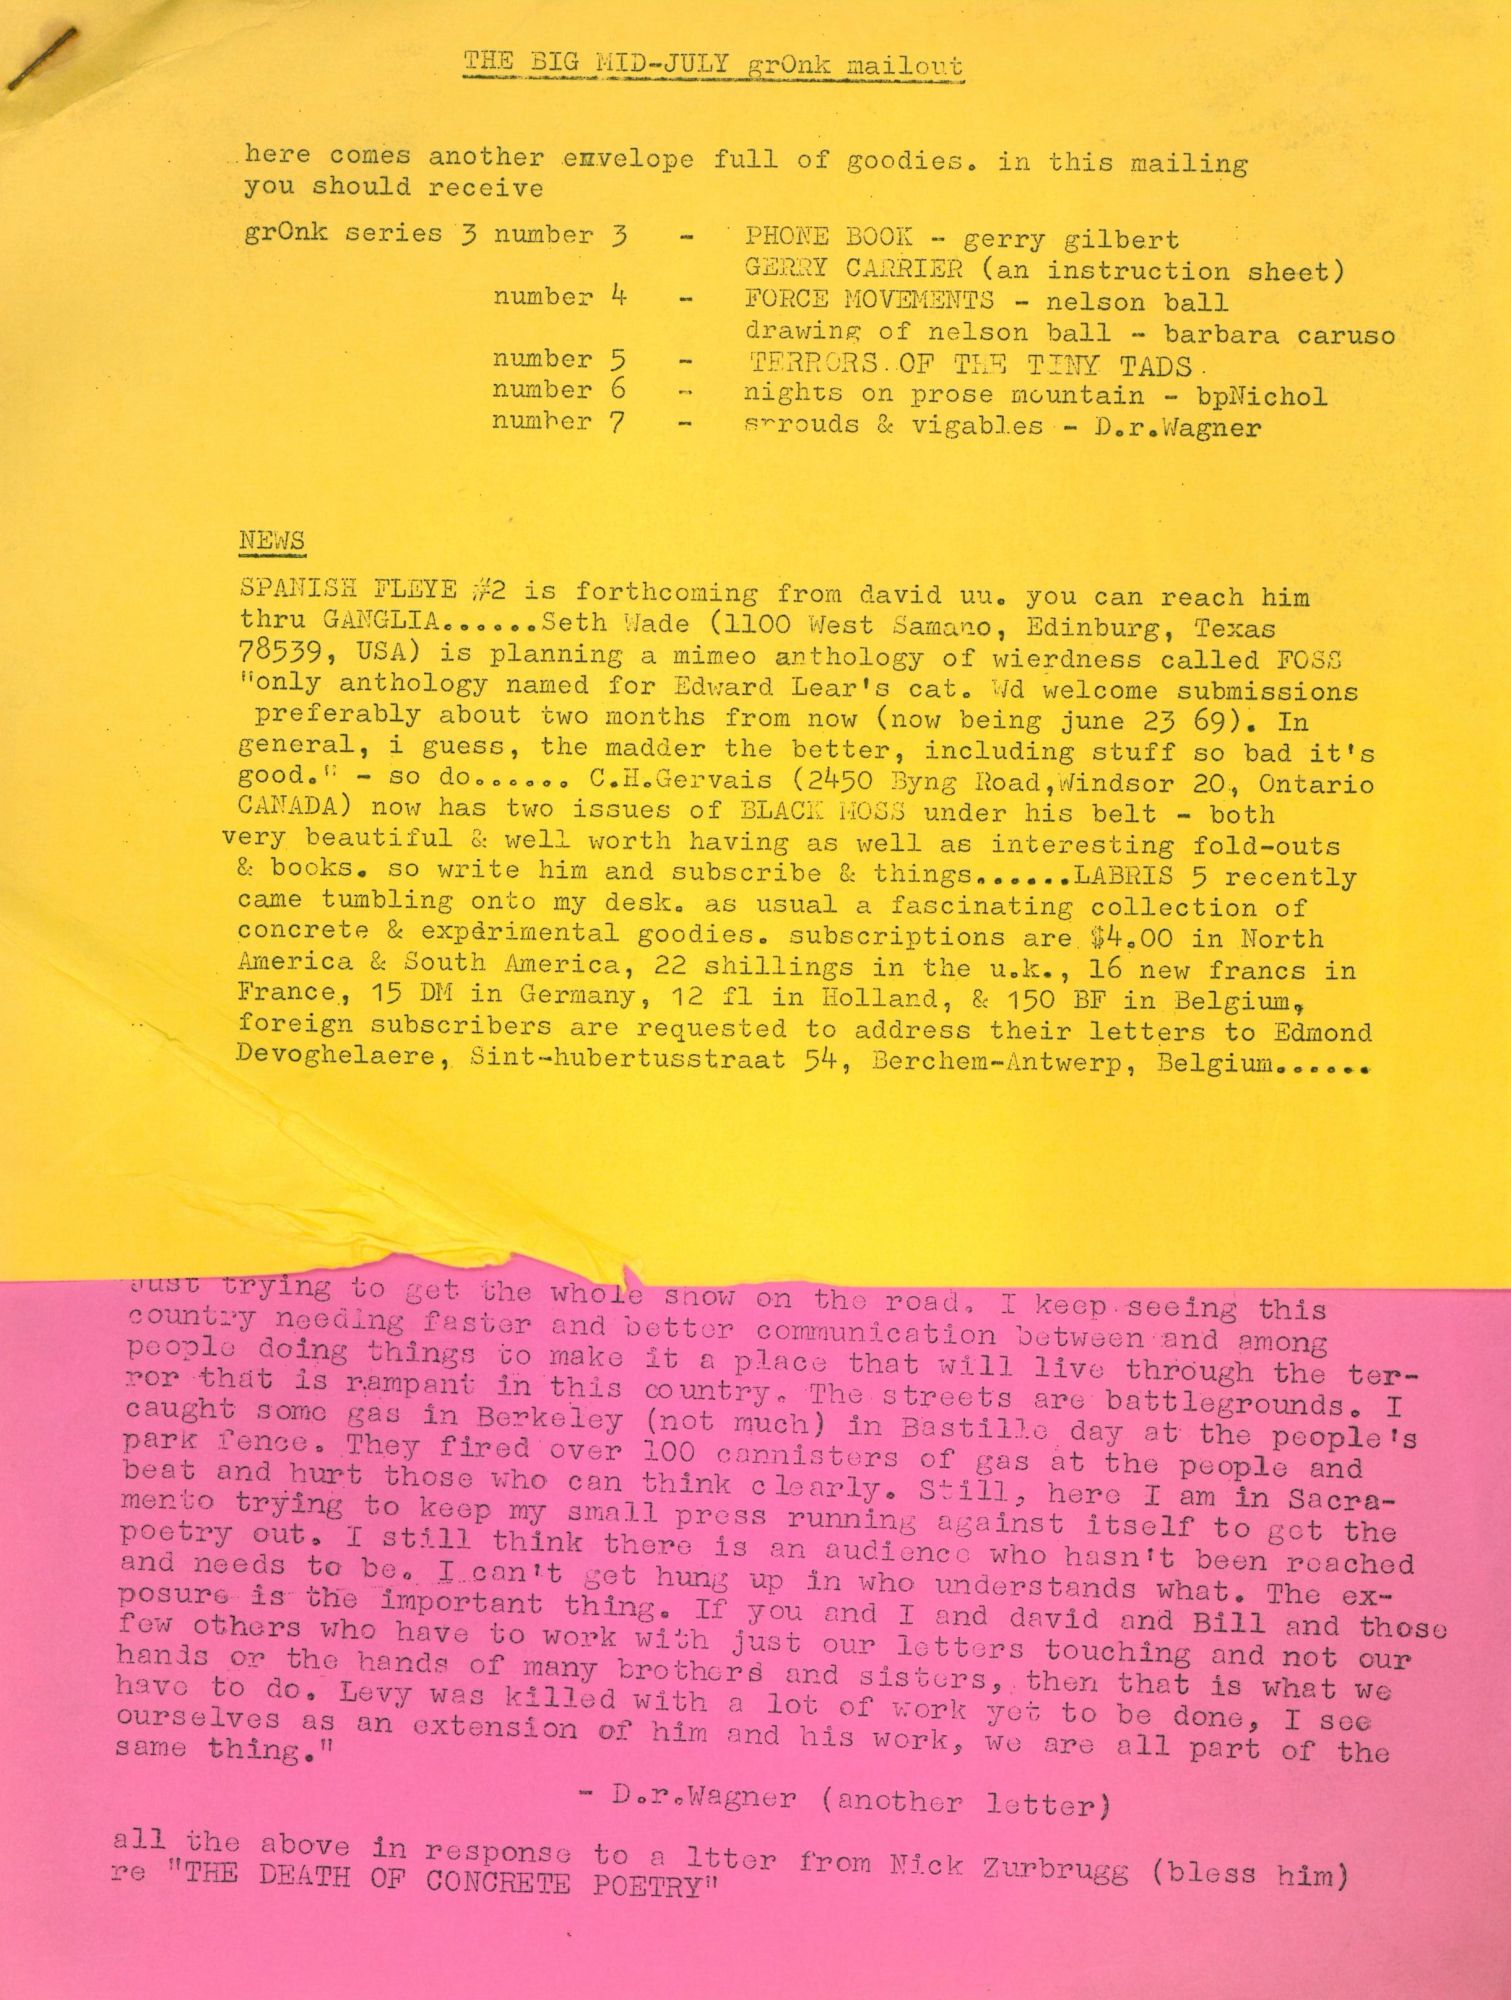 THE BIG MID-JULY grOnk mailout
here comes another envelope full of goodies. in this mailing
you should receive
grOnk series 3 number 3 - PHONE BOOK - gerry gilbert
GERRY CARRIER (an instruction sheet)
number 4 - FORCE MOVEMENTS - nelson ball
drawing of nelson ball - barbara caruso
number 5 - TERRORS OF THE TINY TADS
number 6 - nights on prose mountain - bpNichol
number 7 - sprouds & vigables - D.r.Wagner
NEWS
SPANISH FLEYE #2 is forthcoming from david uu. you can reach him
thru GANGLIA......Seth Wade (1100 West Samano, Edinburg, Texas
78539, USA) is planning a mimeo anthology of wierdness called FOSS
"only anthology named for Edward Lear's cat. Wd welcome submissions
preferably about two months from now (now being june 23 69). In
general, i guess, the madder the better, including stuff so bad it's
good." - so do...... C.H.Gervais (2450 Byng Road,Windsor 20, Ontario
CANADA) now has two issues of BLACK MOSS under his belt - both
very beautiful & well worth having as well as interesting fold-outs
& books. so write him and subscribe & things......LABRIS 5 recently
came tumbling onto my desk. as usual a fascinating collection of
concrete & experimental goodies. subscriptions are $4.00 in North
America & South America, 22 shillings in the u.k., 16 new francs in
France, 15 DM in Germany, 12 fl in Holland, & 150 BF in Belgium,
foreign subscribers are requested to address their letters to Edmond
Devoghelaere, Sint-hubertusstraat 54, Berchem-Antwerp, Belgium......
Just trying to get the whole show on the road. I keep seeing this
country needing faster and better communication between and among
people doing things to make it a place that will live through the ter-
ror that is rampant in this country. The streets are battlegrounds. I
caught some gas in Berkeley (not much) in Bastille day at the people's
park fence. They fired over 100 cannisters of gas at the people and
beat and hurt those who can think clearly. Still, here I am in Sacra-
mento trying to keep my small press running against itself to get the
poetry out. I still think there is an audience who hasn't been reached
and needs to be. I can't get hung up in who understands what. The ex-
posure is the important thing. If you and I and david and Bill and those
few others who have to work with just our letters touching and not our
hands or the hands of many brothers and sisters, then that is what we
have to do. Levy was killed with a lot of work yet to be done, I see
ourselves as an extension of him and his work, we are all part of the
same thing."
- D.r.Wagner (another letter)
all the above in response to a ltter from Nick Zurbrugg (bless him)
re "THE DEATH OF CONCRETE POETRY"